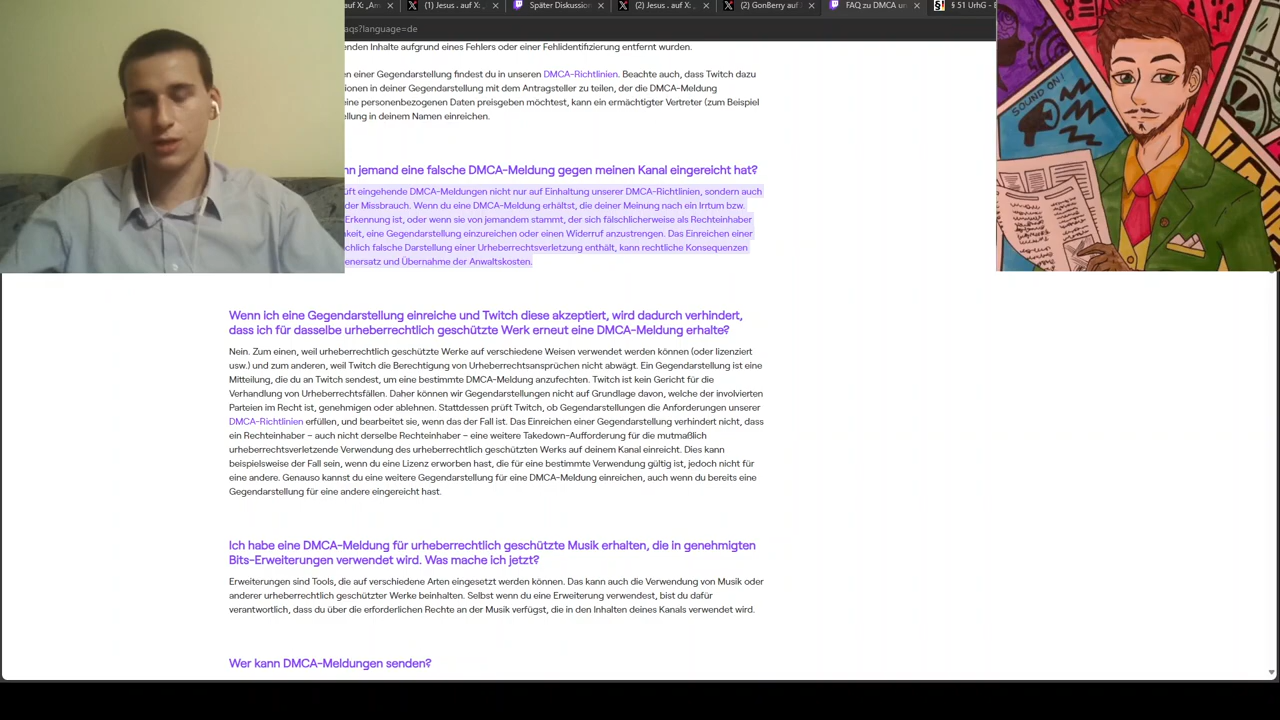 auf X: „Am
(1) Jesus . auf X: „
Später Diskussion
(2) Jesus . auf X: „
(2) GonBerry auf
FAQ zu DMCA un
§ 51 UrhG - E
aqs?language=de
enden Inhalte aufgrund eines Fehlers oder einer Fehlidentifizierung entfernt wurden.
en einer Gegendarstellung findest du in unseren DMCA-Richtlinien. Beachte auch, dass Twitch dazu
ionen in deiner Gegendarstellung mit dem Antragsteller zu teilen, der die DMCA-Meldung
eine personenbezogenen Daten preisgeben möchtest, kann ein ermächtigter Vertreter (zum Beispiel
ellung in deinem Namen einreichen.
nn jemand eine falsche DMCA-Meldung gegen meinen Kanal eingereicht hat?
üft eingehende DMCA-Meldungen nicht nur auf Einhaltung unserer DMCA-Richtlinien, sondern auch
der Missbrauch. Wenn du eine DMCA-Meldung erhältst, die deiner Meinung nach ein Irrtum bzw.
Erkennung ist, oder wenn sie von jemandem stammt, der sich fälschlicherweise als Rechteinhaber
hkeit, eine Gegendarstellung einzureichen oder einen Widerruf anzustrengen. Das Einreichen einer
chlich falsche Darstellung einer Urheberrechtsverletzung enthält, kann rechtliche Konsequenzen
enersatz und Übernahme der Anwaltskosten.
SOUND ON!
Wenn ich eine Gegendarstellung einreiche und Twitch diese akzeptiert, wird dadurch verhindert,
dass ich für dasselbe urheberrechtlich geschützte Werk erneut eine DMCA-Meldung erhalte?
Nein. Zum einen, weil urheberrechtlich geschützte Werke auf verschiedene Weisen verwendet werden können (oder lizenziert
usw.) und zum anderen, weil Twitch die Berechtigung von Urheberrechtsansprüchen nicht abwägt. Ein Gegendarstellung ist eine
Mitteilung, die du an Twitch sendest, um eine bestimmte DMCA-Meldung anzufechten. Twitch ist kein Gericht für die
Verhandlung von Urheberrechtsfällen. Daher können wir Gegendarstellungen nicht auf Grundlage davon, welche der involvierten
Parteien im Recht ist, genehmigen oder ablehnen. Stattdessen prüft Twitch, ob Gegendarstellungen die Anforderungen unserer
DMCA-Richtlinien erfüllen, und bearbeitet sie, wenn das der Fall ist. Das Einreichen einer Gegendarstellung verhindert nicht, dass
ein Rechteinhaber – auch nicht derselbe Rechteinhaber – eine weitere Takedown-Aufforderung für die mutmaßlich
urheberrechtsverletzende Verwendung des urheberrechtlich geschützten Werks auf deinem Kanal einreicht. Dies kann
beispielsweise der Fall sein, wenn du eine Lizenz erworben hast, die für eine bestimmte Verwendung gültig ist, jedoch nicht für
eine andere. Genauso kannst du eine weitere Gegendarstellung für eine DMCA-Meldung einreichen, auch wenn du bereits eine
Gegendarstellung für eine andere eingereicht hast.
Ich habe eine DMCA-Meldung für urheberrechtlich geschützte Musik erhalten, die in genehmigten
Bits-Erweiterungen verwendet wird. Was mache ich jetzt?
Erweiterungen sind Tools, die auf verschiedene Arten eingesetzt werden können. Das kann auch die Verwendung von Musik oder
anderer urheberrechtlich geschützter Werke beinhalten. Selbst wenn du eine Erweiterung verwendest, bist du dafür
verantwortlich, dass du über die erforderlichen Rechte an der Musik verfügst, die in den Inhalten deines Kanals verwendet wird.
Wer kann DMCA-Meldungen senden?